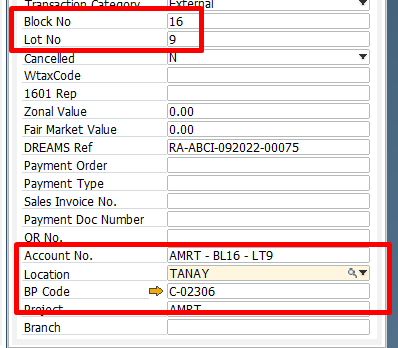 Transaction Category External
Block No 16
Lot No 9
Cancelled N
WtaxCode
1601 Rep
Zonal Value 0.00
Fair Market Value 0.00
DREAMS Ref RA-ABCI-092022-00075
Payment Order
Payment Type
Sales Invoice No.
Payment Doc Number
OR No.
Account No. AMRT - BL16 - LT9
Location TANAY
BP Code C-02306
Project AMRT
Branch